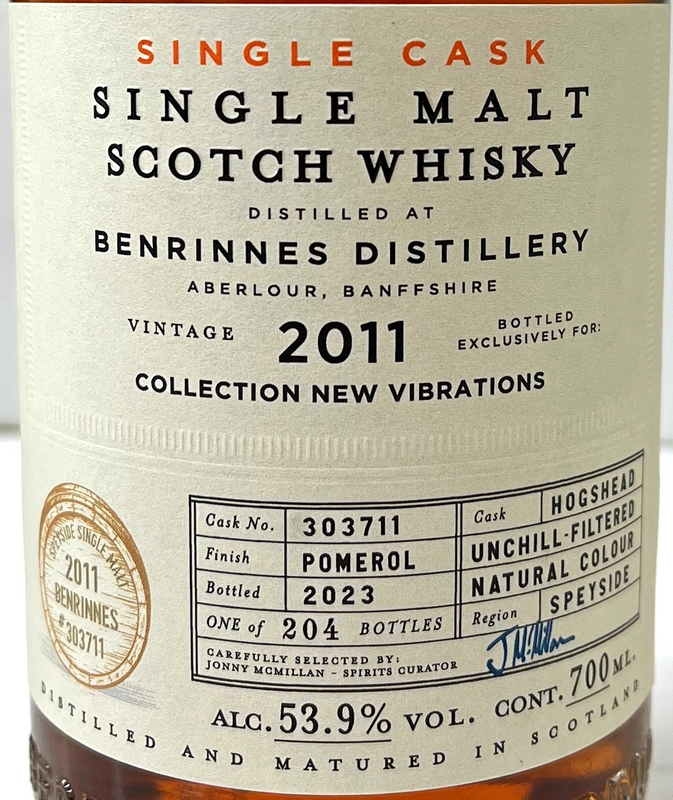 SINGLE CASK
SINGLE MALT
SCOTCH WHISKY
DISTILLED AT
BENRINNES DISTILLERY
ABERLOUR, BANFFSHIRE
VINTAGE 2011 BOTTLED EXCLUSIVELY FOR:
COLLECTION NEW VIBRATIONS
SPEYSIDE SINGLE MALT
2011
BENRINNES
#303711
Cask No. 303711
Finish POMEROL
Bottled 2023
ONE of 204 BOTTLES
Cask HOGSHEAD
UNCHILL-FILTERED
NATURAL COLOUR
Region SPEYSIDE
CAREFULLY SELECTED BY:
JONNY MCMILLAN - SPIRITS CURATOR
J McMillan
ALC. 53.9% VOL. CONT. 700 ML.
DISTILLED AND MATURED IN SCOTLAND